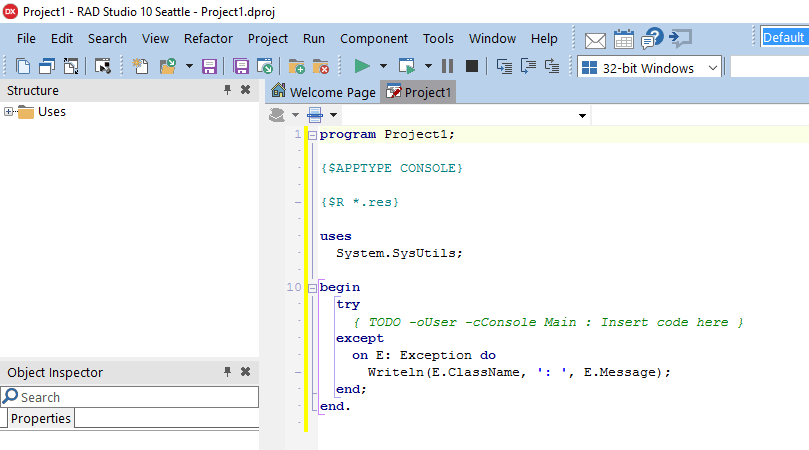 DX Project1 - RAD Studio 10 Seattle - Project1.dproj
File Edit Search View Refactor Project Run Component Tools Window Help Default
32-bit Windows
Structure
Welcome Page Project1
Uses
1 program Project1;
{$APPTYPE CONSOLE}
{$R *.res}
uses
System.SysUtils;
10 begin
try
{ TODO -oUser -cConsole Main : Insert code here }
except
on E: Exception do
Writeln(E.ClassName, ': ', E.Message);
end;
end.
Object Inspector
Search
Properties